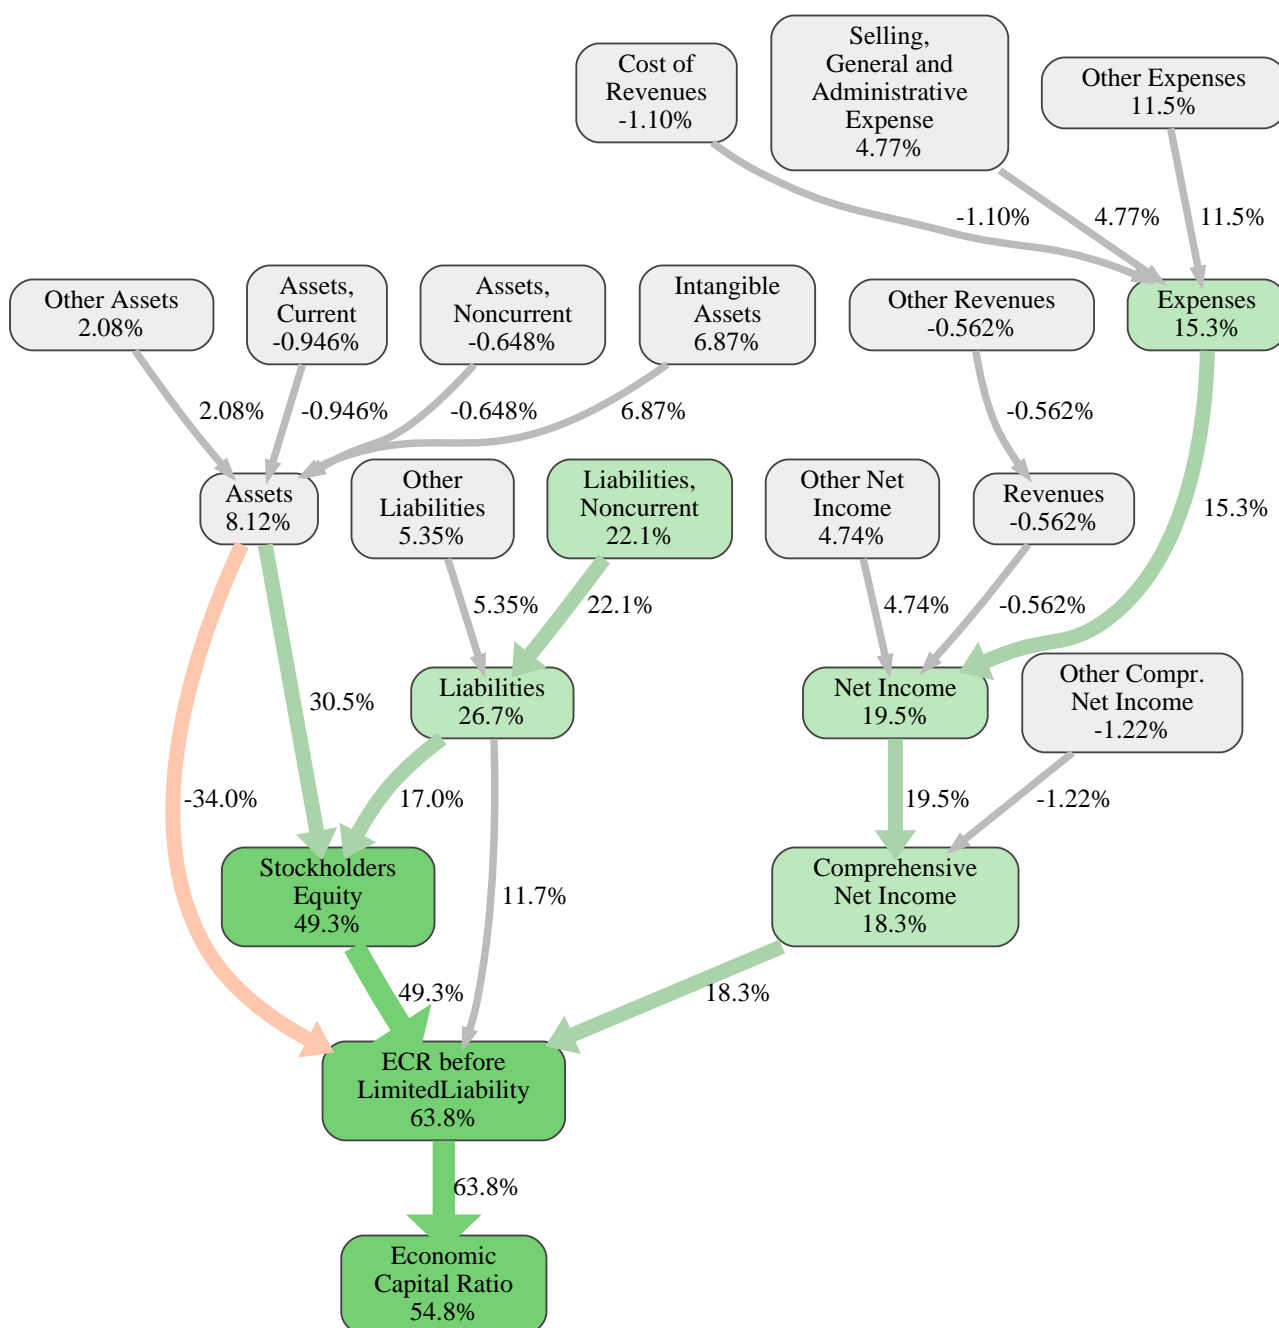 Cost of
Revenues
-1.10%
Selling,
General and
Administrative
Expense
4.77%
Other Expenses
11.5%
-1.10%
4.77%
11.5%
Other Assets
2.08%
Assets,
Current
-0.946%
Assets,
Noncurrent
-0.648%
Intangible
Assets
6.87%
Other Revenues
-0.562%
Expenses
15.3%
2.08%
-0.946%
-0.648%
6.87%
-0.562%
Assets
8.12%
Other
Liabilities
5.35%
Liabilities,
Noncurrent
22.1%
Other Net
Income
4.74%
Revenues
-0.562%
15.3%
5.35%
22.1%
4.74%
-0.562%
30.5%
Liabilities
26.7%
Net Income
19.5%
Other Compr.
Net Income
-1.22%
-34.0%
17.0%
19.5%
-1.22%
Stockholders
Equity
49.3%
11.7%
Comprehensive
Net Income
18.3%
49.3%
18.3%
ECR before
LimitedLiability
63.8%
63.8%
Economic
Capital Ratio
54.8%